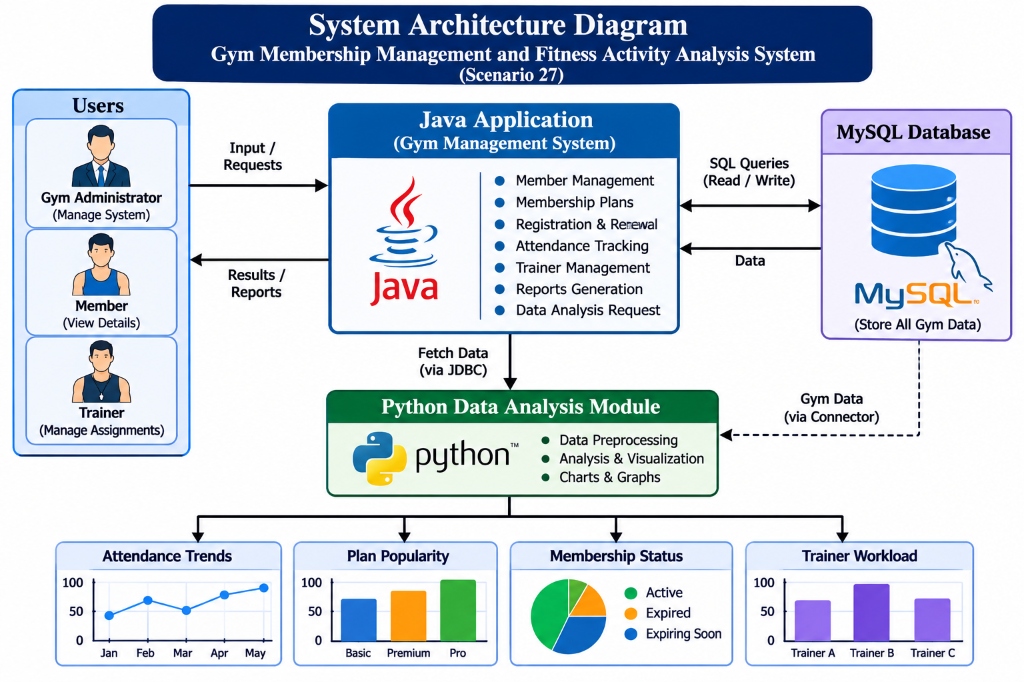 System Architecture Diagram
Gym Membership Management and Fitness Activity Analysis System
(Scenario 27)
Users
Gym Administrator
(Manage System)
Member
(View Details)
Trainer
(Manage Assignments)
Input /
Requests
Results /
Reports
Java Application
(Gym Management System)
Java
Member Management
Membership Plans
Registration & Renewal
Attendance Tracking
Trainer Management
Reports Generation
Data Analysis Request
SQL Queries
(Read / Write)
Data
MySQL Database
MySQL
(Store All Gym Data)
Fetch Data
(via JDBC)
Gym Data
(via Connector)
Python Data Analysis Module
python™
Data Preprocessing
Analysis & Visualization
Charts & Graphs
Attendance Trends
100
50
0
Jan Feb Mar Apr May
Plan Popularity
100
50
0
Basic Premium Pro
Membership Status
Active
Expired
Expiring Soon
Trainer Workload
100
50
0
Trainer A Trainer B Trainer C